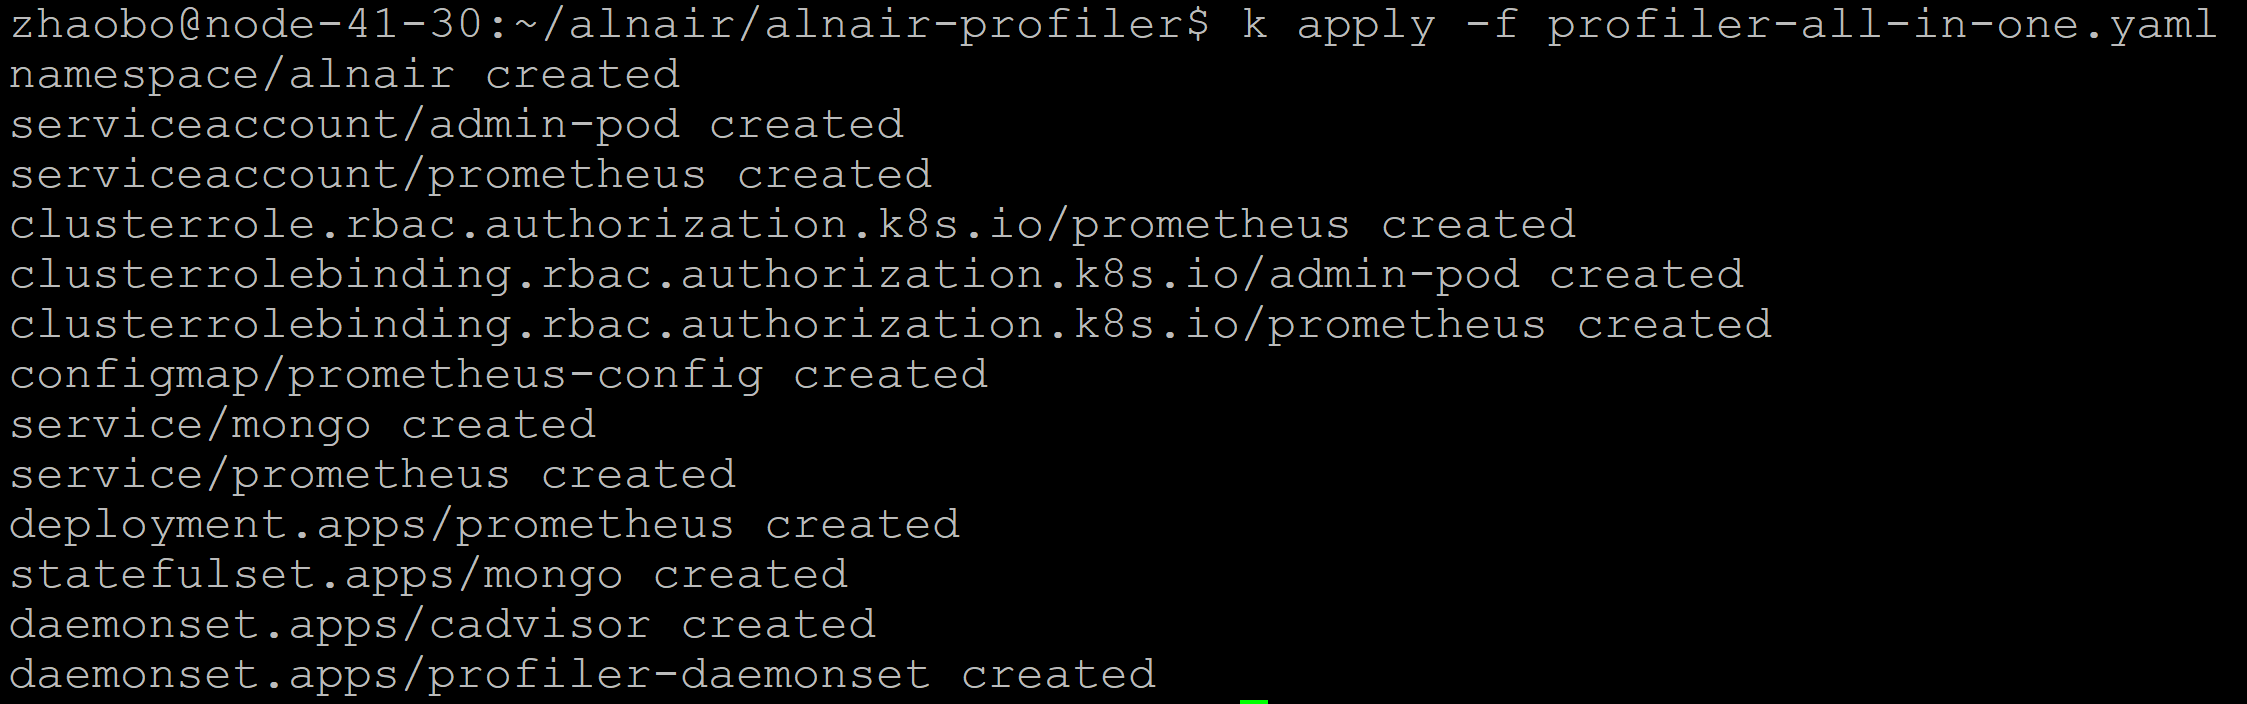 zhaobo@node-41-30:~/alnair/alnair-profiler$ k apply -f profiler-all-in-one.yaml
namespace/alnair created
serviceaccount/admin-pod created
serviceaccount/prometheus created
clusterrole.rbac.authorization.k8s.io/prometheus created
clusterrolebinding.rbac.authorization.k8s.io/admin-pod created
clusterrolebinding.rbac.authorization.k8s.io/prometheus created
configmap/prometheus-config created
service/mongo created
service/prometheus created
deployment.apps/prometheus created
statefulset.apps/mongo created
daemonset.apps/cadvisor created
daemonset.apps/profiler-daemonset created